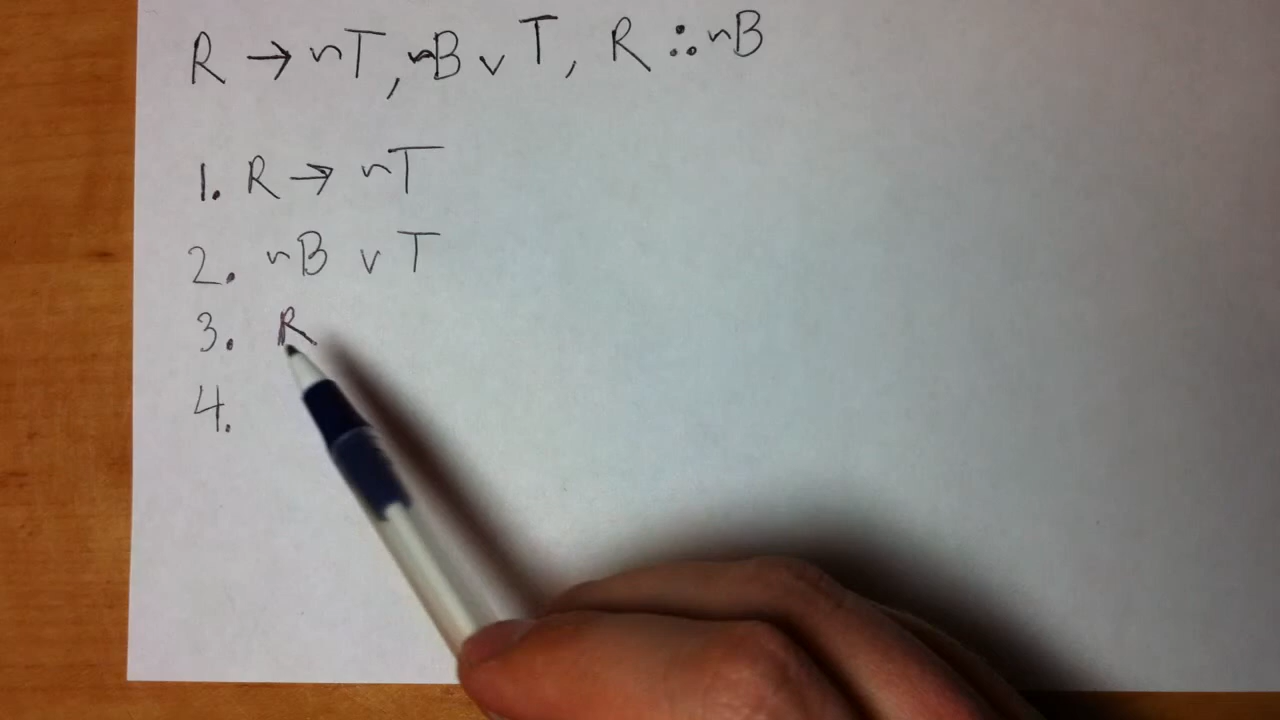 R → ~T, ~B v T, R ∴ ~B
1. R → ~T
2. ~B v T
3. R
4.